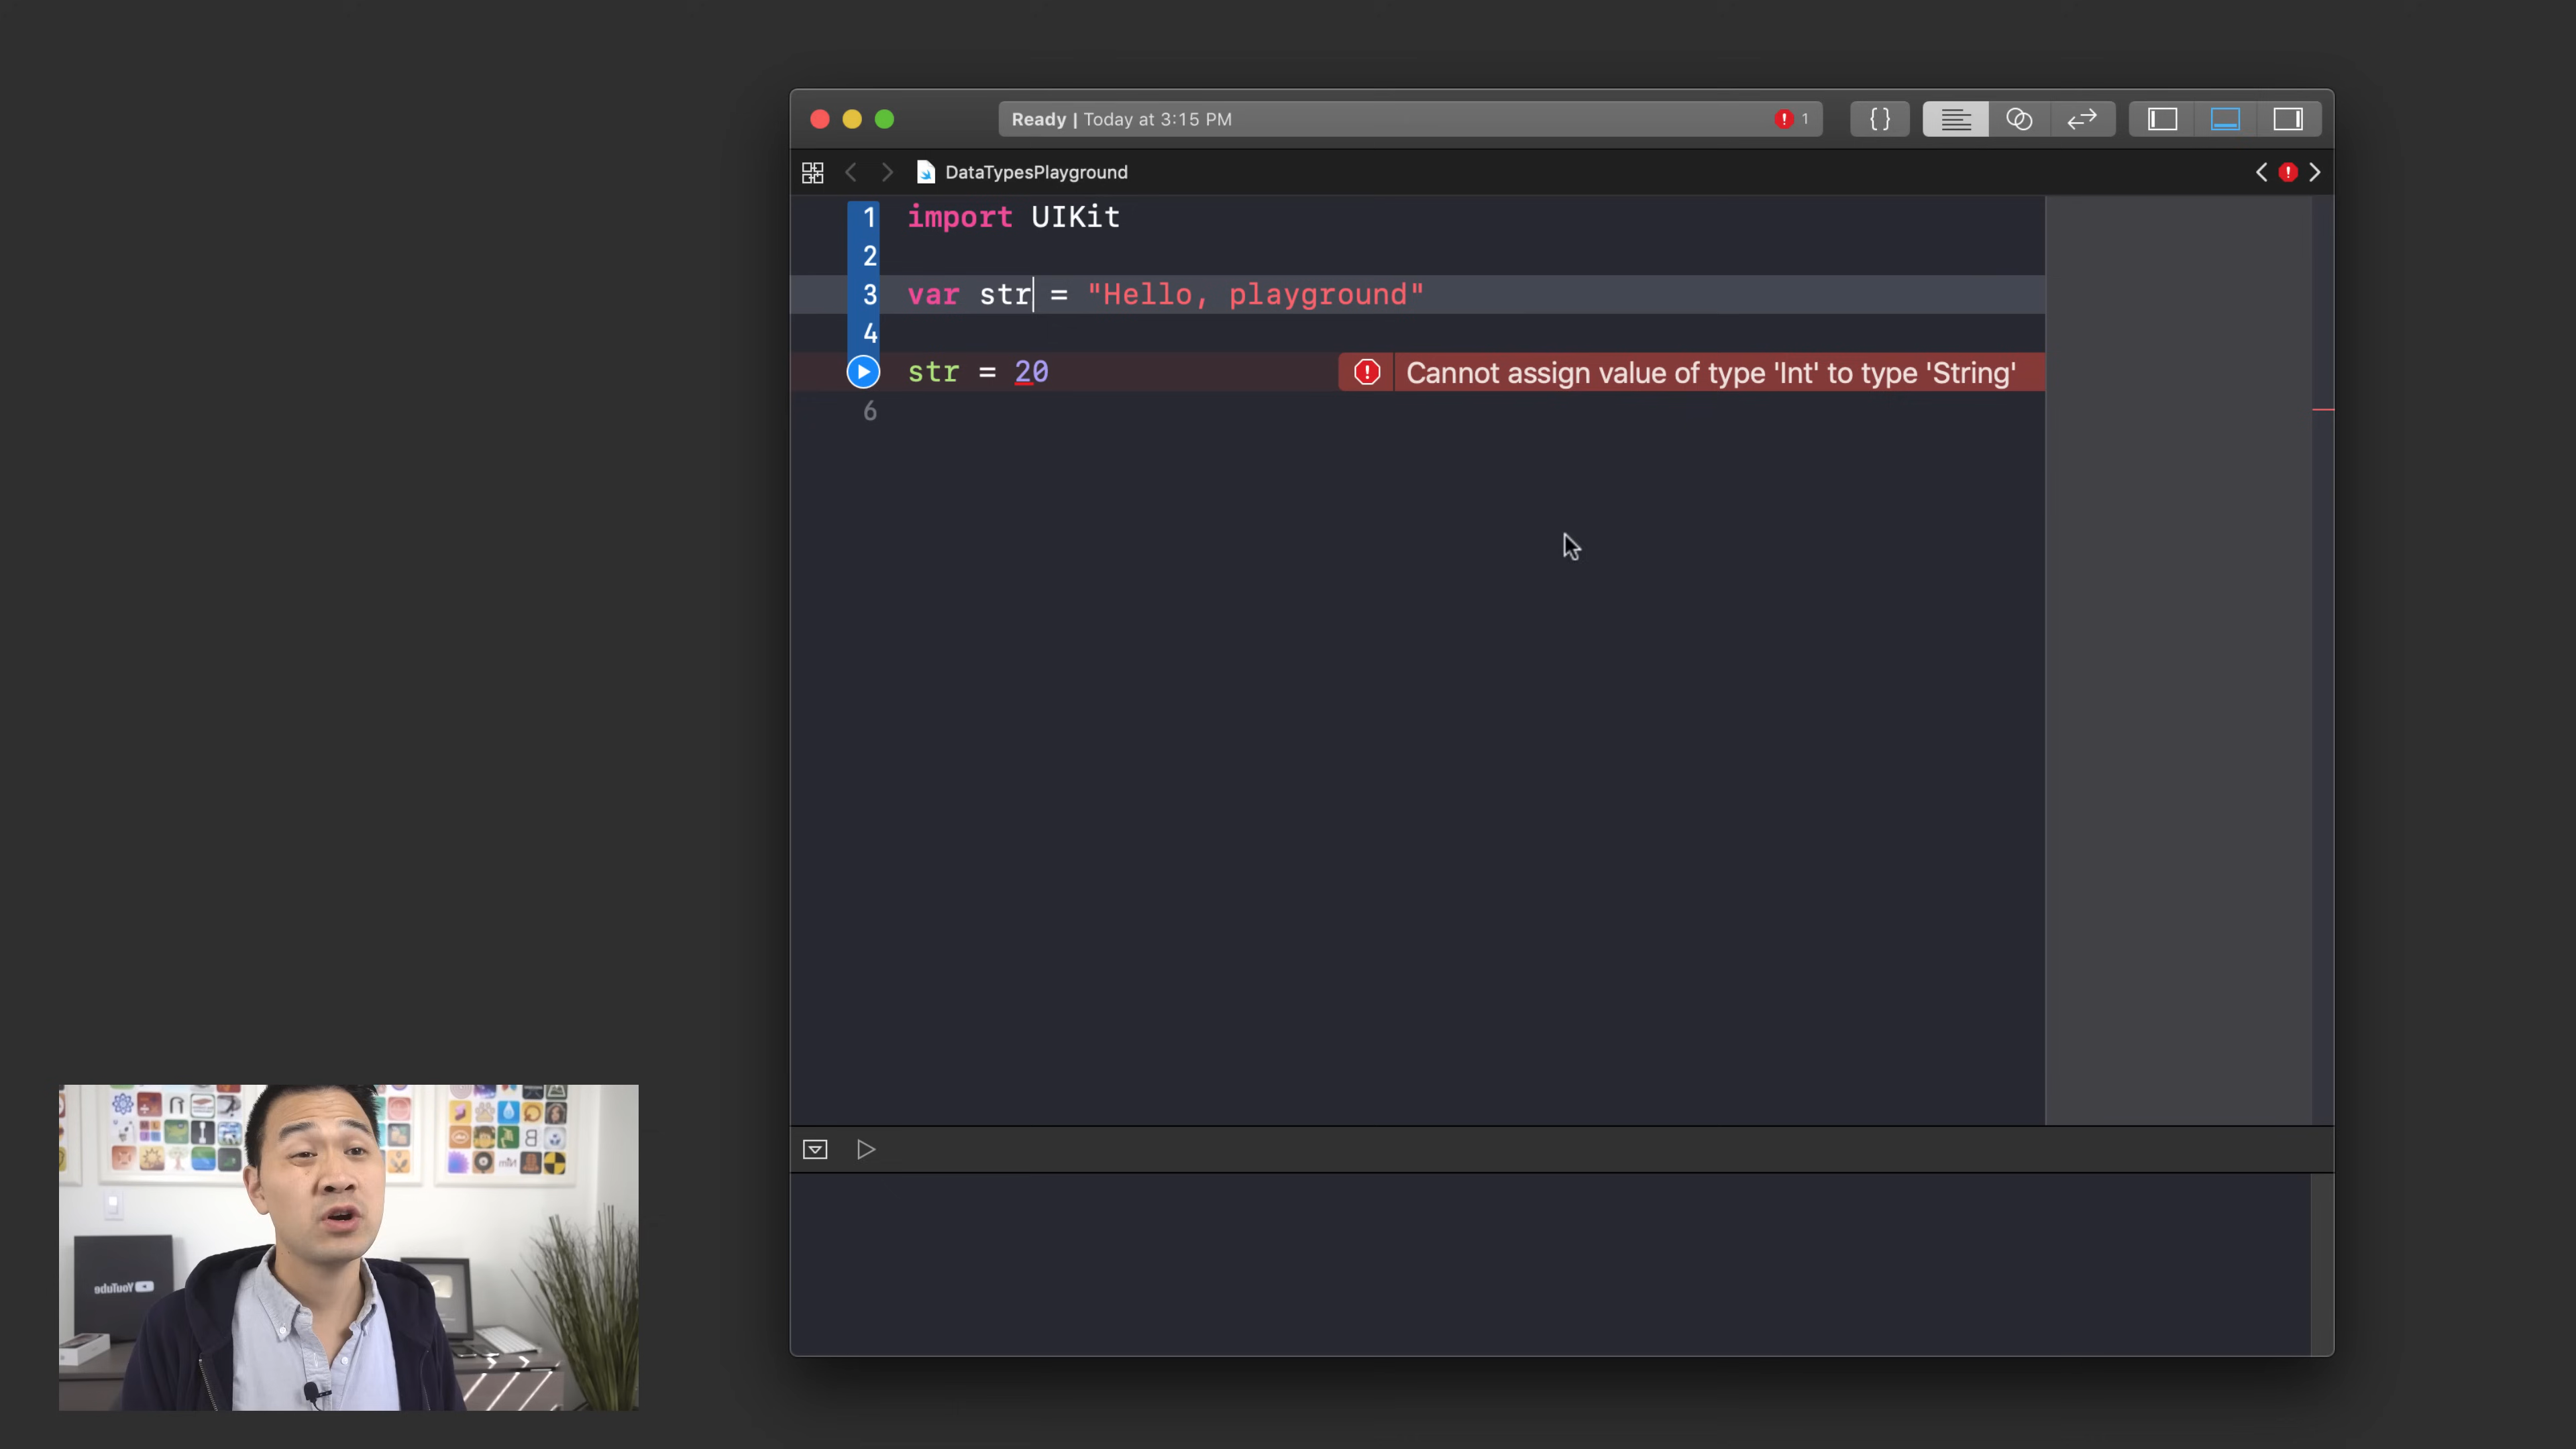 Ready | Today at 3:15 PM
1
DataTypesPlayground
1 import UIKit
2
3 var str = "Hello, playground"
4
str = 20
Cannot assign value of type 'Int' to type 'String'
6
YouTube